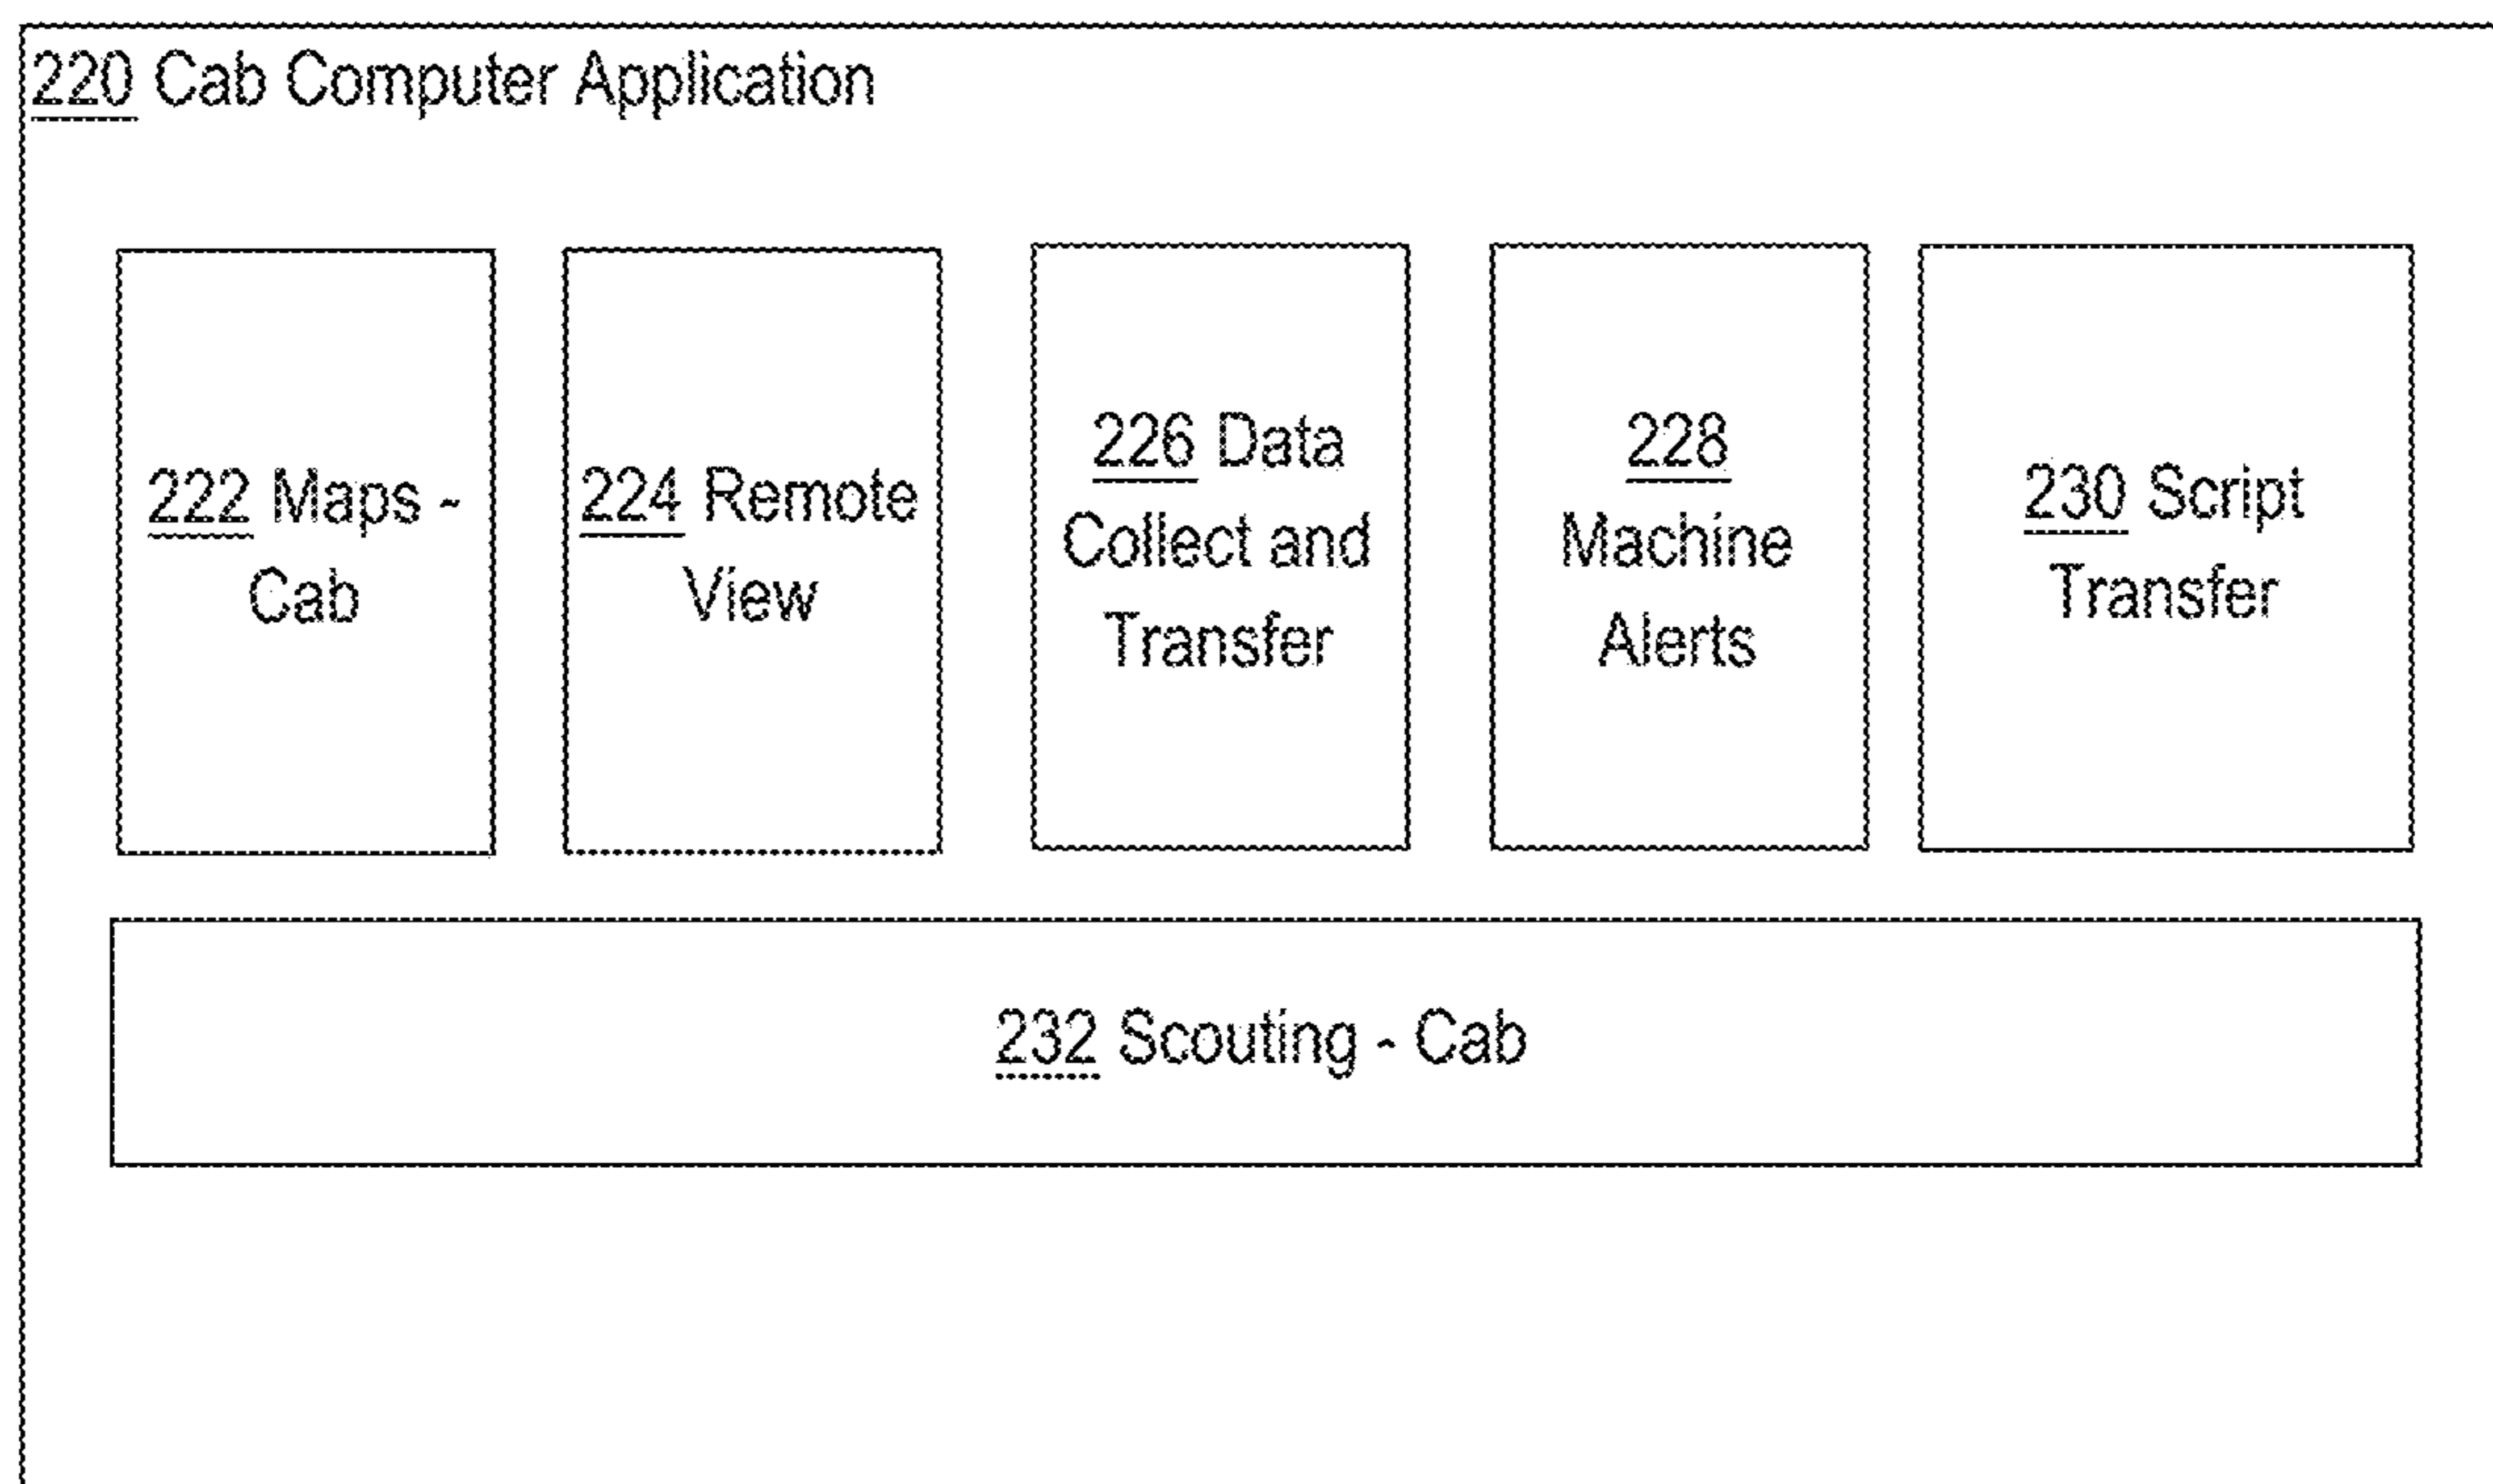 220 Cab Computer Application
222 Maps -
Cab
224 Remote
View
226 Data
Collect and
Transfer
228
Machine
Alerts
230 Script
Transfer
232 Scouting - Cab